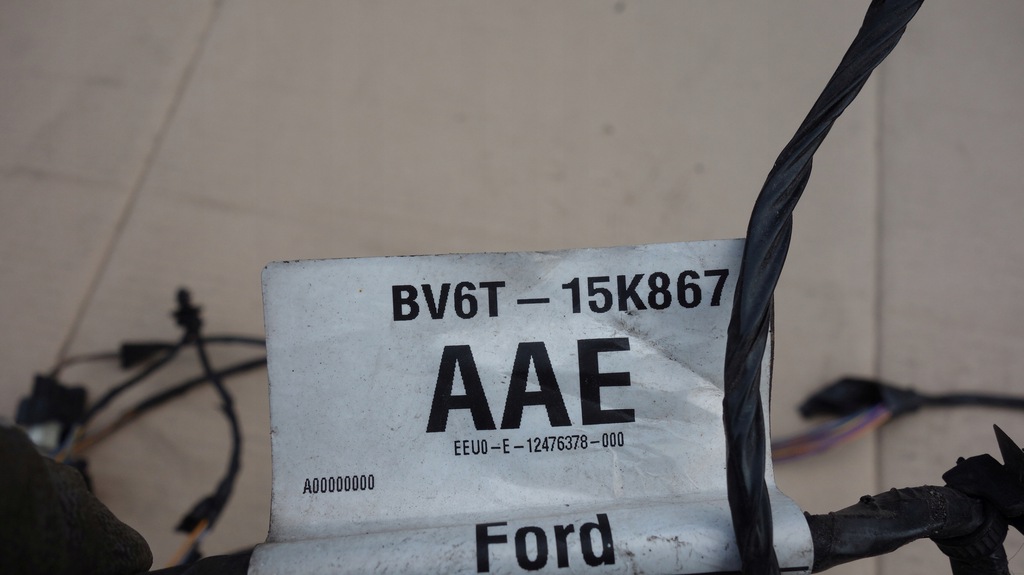 BV6T – 15K867
AAE
EEU0-E-12476378-000
A00000000
Ford